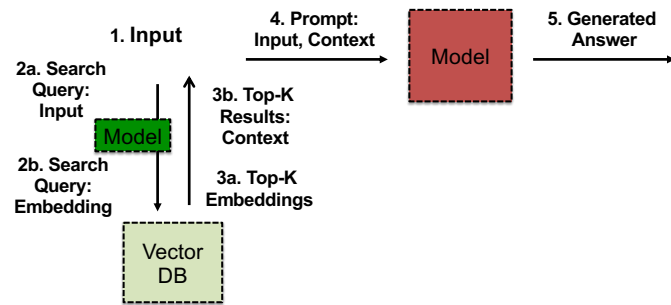 1. Input
2a. Search
Query:
Input
Model
2b. Search
Query:
Embedding
Vector
DB
3a. Top-K
Embeddings
3b. Top-K
Results:
Context
4. Prompt:
Input, Context
Model
5. Generated
Answer